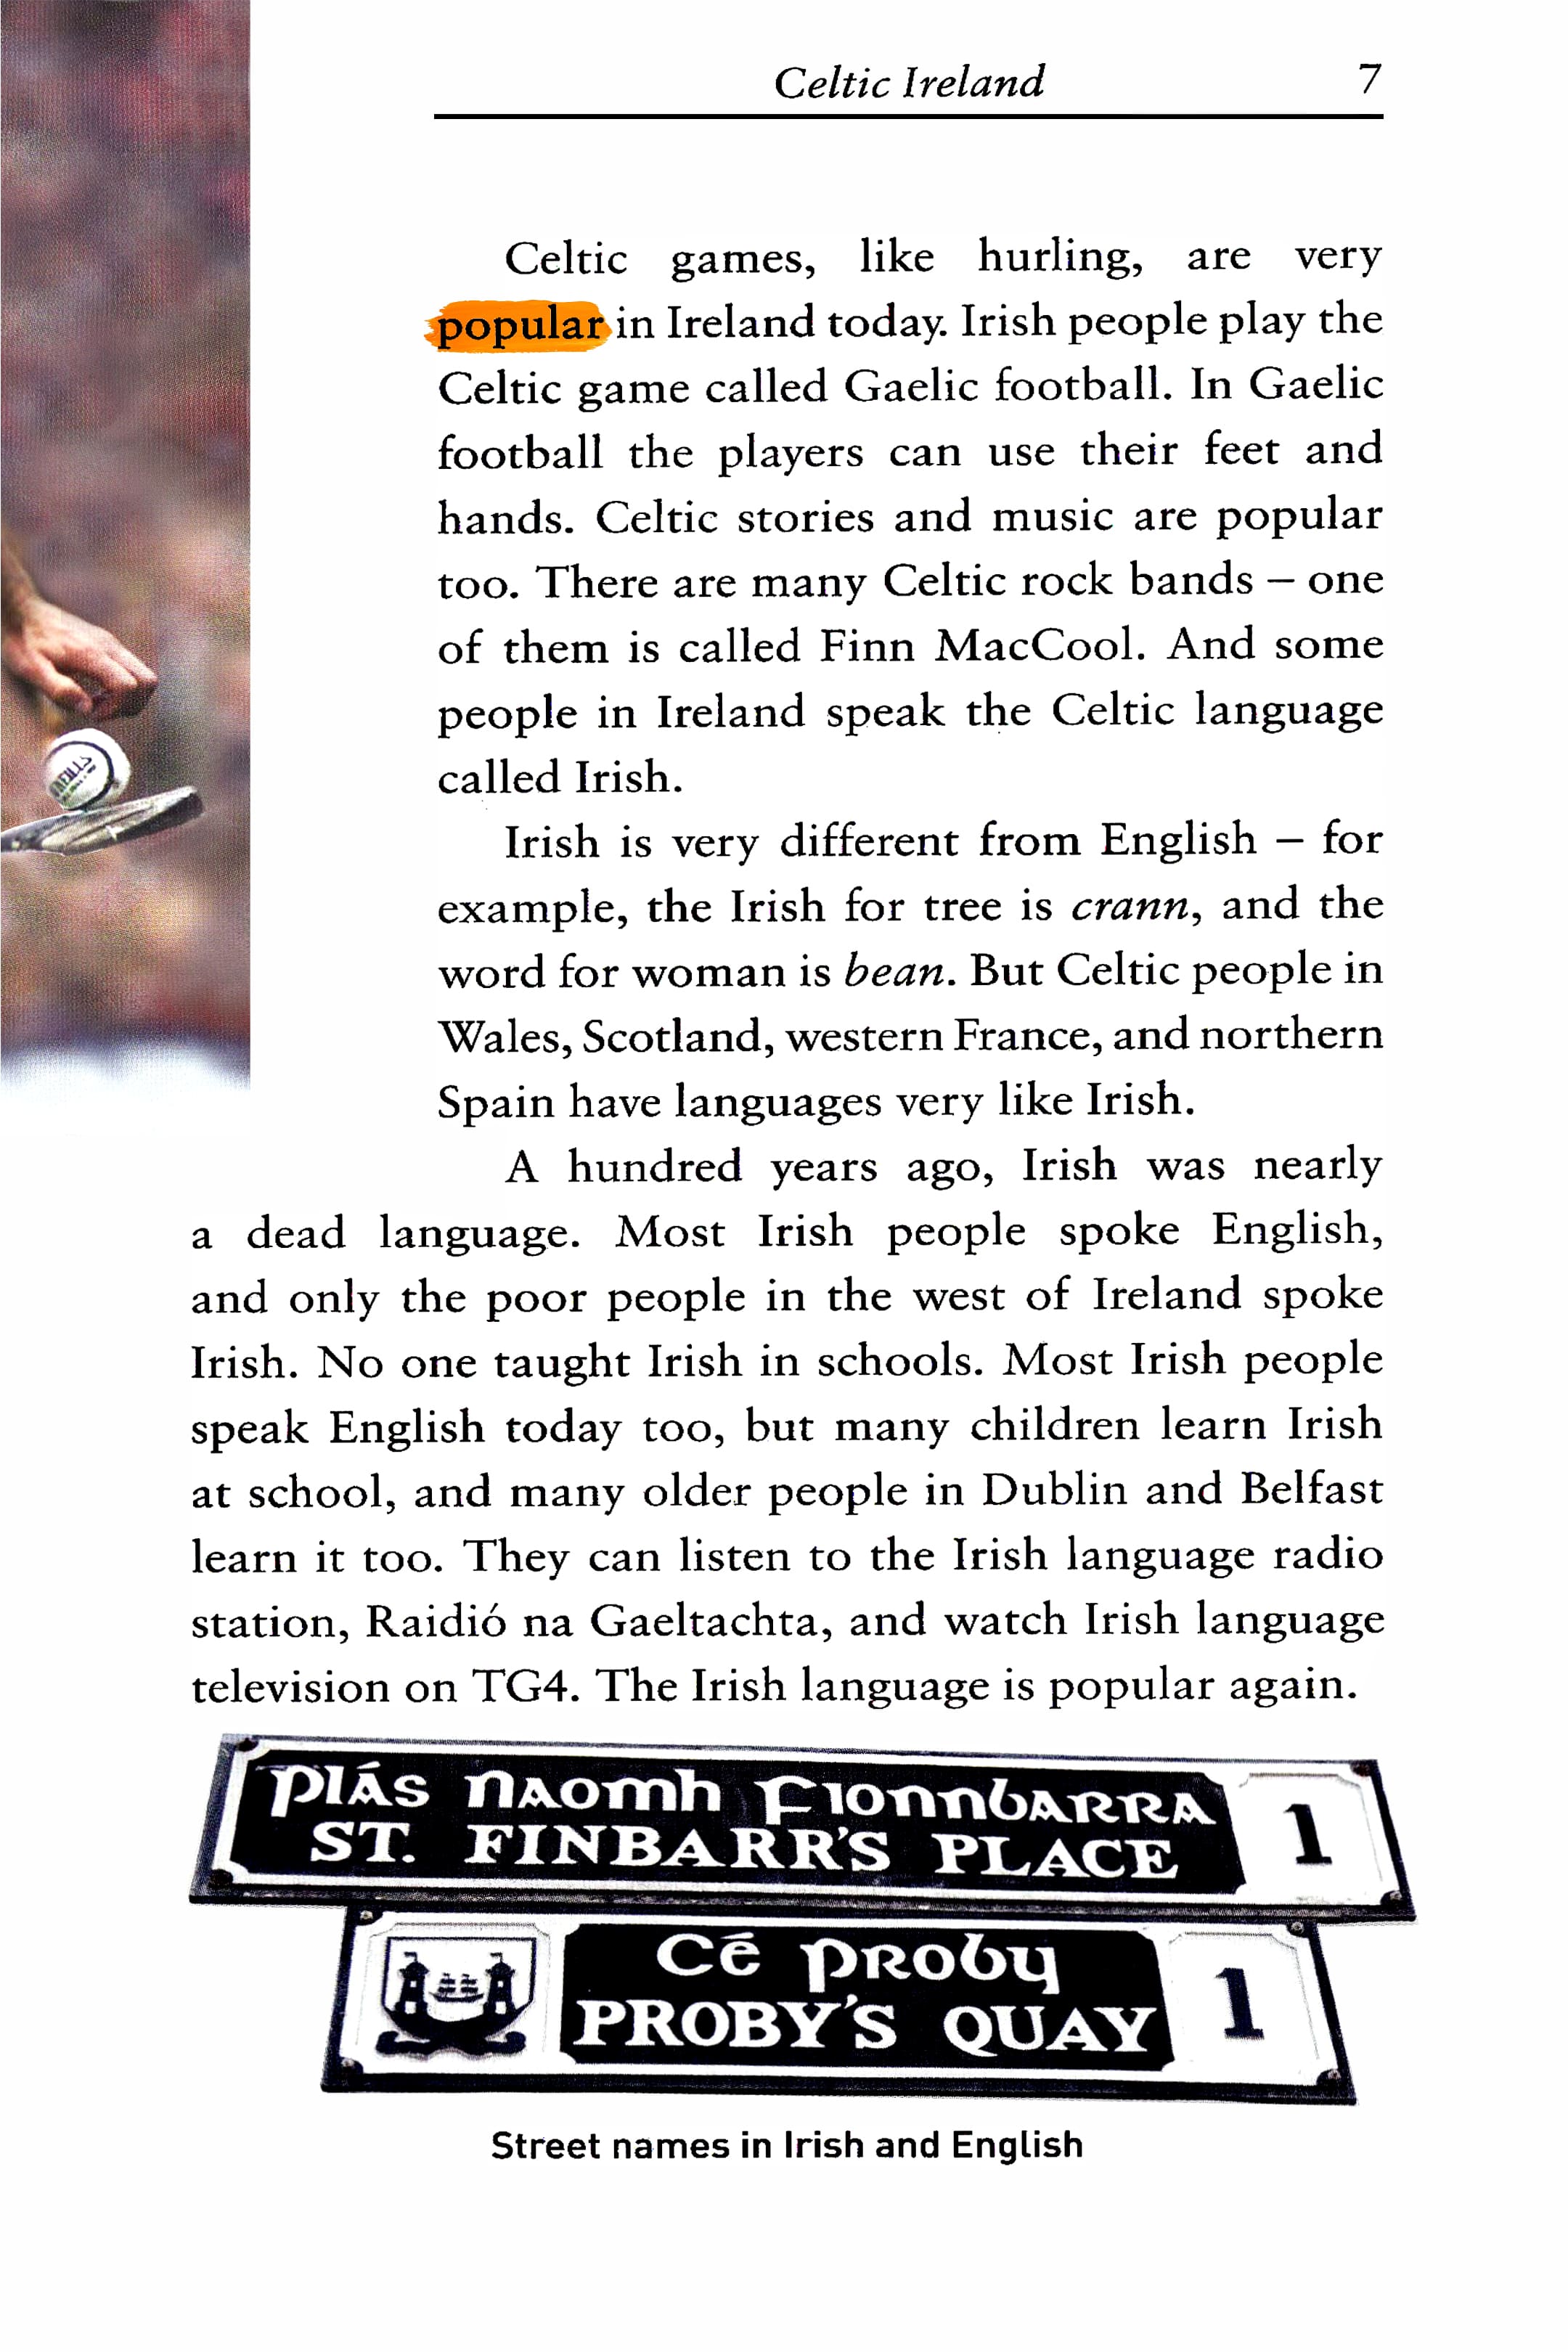 Celtic Ireland 7
Celtic games, like hurling, are very
popular in Ireland today. Irish people play the
Celtic game called Gaelic football. In Gaelic
football the players can use their feet and
hands. Celtic stories and music are popular
too. There are many Celtic rock bands – one
of them is called Finn MacCool. And some
people in Ireland speak the Celtic language
called Irish.
Irish is very different from English – for
example, the Irish for tree is crann, and the
word for woman is bean. But Celtic people in
Wales, Scotland, western France, and northern
Spain have languages very like Irish.
A hundred years ago, Irish was nearly
a dead language. Most Irish people spoke English,
and only the poor people in the west of Ireland spoke
Irish. No one taught Irish in schools. Most Irish people
speak English today too, but many children learn Irish
at school, and many older people in Dublin and Belfast
learn it too. They can listen to the Irish language radio
station, Raidió na Gaeltachta, and watch Irish language
television on TG4. The Irish language is popular again.
Plás Naomh Fionnbarra
ST. FINBARR'S PLACE 1
Cé Proby
PROBY'S QUAY 1
Street names in Irish and English